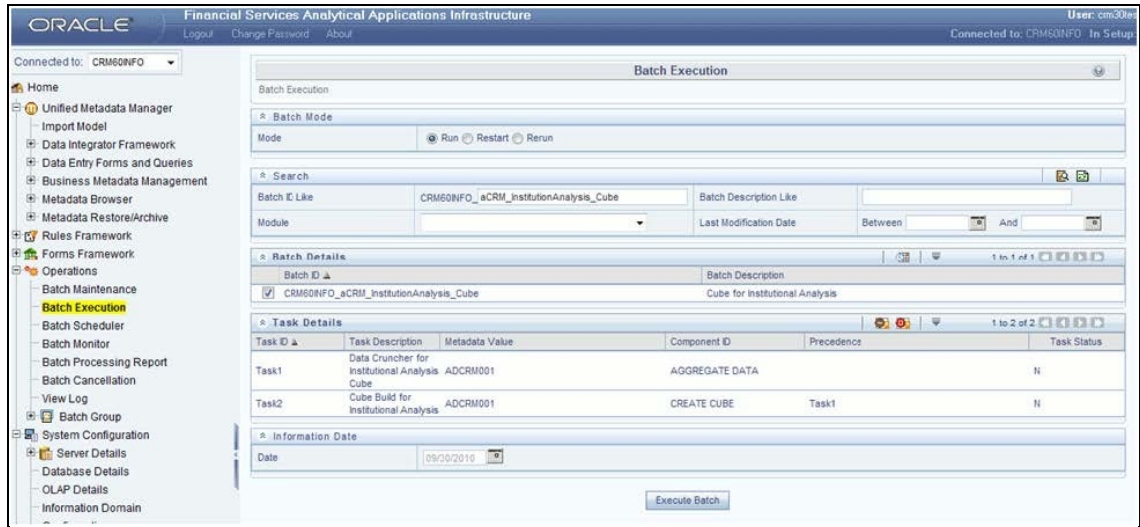 ORACLE
Financial Services Analytical Applications Infrastructure
User: crm30tes
Logout Change Password About
Connected to: CRM60INFO In Setup:
Connected to: CRM60INFO
Home
Unified Metadata Manager
Import Model
Data Integrator Framework
Data Entry Forms and Queries
Business Metadata Management
Metadata Browser
Metadata Restore/Archive
Rules Framework
Forms Framework
Operations
Batch Maintenance
Batch Execution
Batch Scheduler
Batch Monitor
Batch Processing Report
Batch Cancellation
View Log
Batch Group
System Configuration
Server Details
Database Details
OLAP Details
Information Domain
Batch Execution
Batch Execution
Batch Mode
Mode Run Restart Rerun
Search
Batch ID Like CRM60INFO_ aCRM_InstitutionAnalysis_Cube Batch Description Like
Module Last Modification Date Between And
Batch Details 1 to 1 of 1
Batch ID Batch Description
CRM60INFO_aCRM_InstitutionAnalysis_Cube Cube for Institutional Analysis
Task Details 1 to 2 of 2
Task ID Task Description Metadata Value Component ID Precedence Task Status
Task1 Data Cruncher for Institutional Analysis Cube ADCRM001 AGGREGATE DATA N
Task2 Cube Build for Institutional Analysis ADCRM001 CREATE CUBE Task1 N
Information Date
Date 09/30/2010
Execute Batch